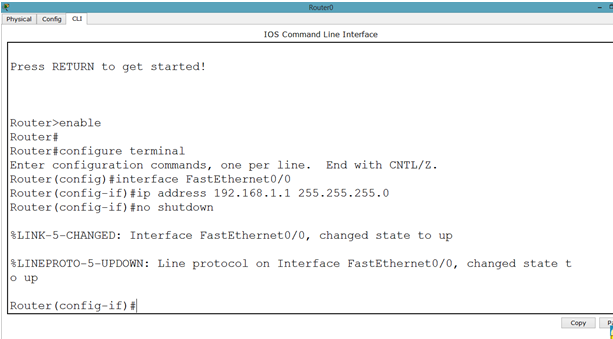 Router0
Physical Config CLI
IOS Command Line Interface
Press RETURN to get started!
Router>enable
Router#
Router#configure terminal
Enter configuration commands, one per line.  End with CNTL/Z.
Router(config)#interface FastEthernet0/0
Router(config-if)#ip address 192.168.1.1 255.255.255.0
Router(config-if)#no shutdown
%LINK-5-CHANGED: Interface FastEthernet0/0, changed state to up
%LINEPROTO-5-UPDOWN: Line protocol on Interface FastEthernet0/0, changed state t
o up
Router(config-if)#
Copy